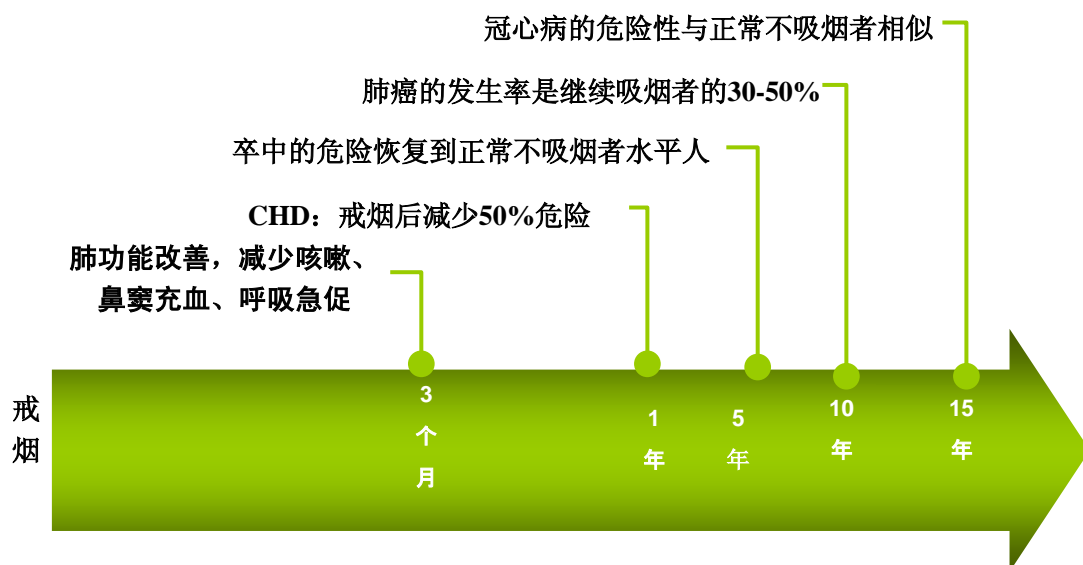 冠心病的危险性与正常不吸烟者相似
肺癌的发生率是继续吸烟者的30-50%
卒中的危险恢复到正常不吸烟者水平人
CHD：戒烟后减少50%危险
肺功能改善，减少咳嗽、
鼻窦充血、呼吸急促
戒
烟
3
个
月
1
年
5
年
10
年
15
年